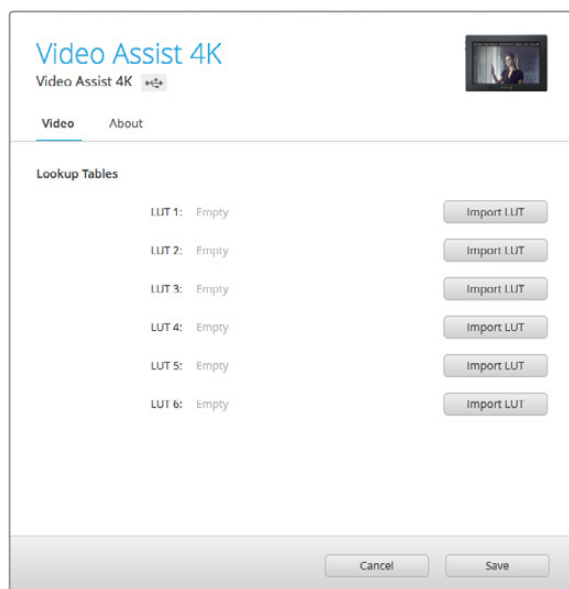 Video Assist 4K
Video Assist 4K
Video About
Lookup Tables
LUT 1: Empty Import LUT
LUT 2: Empty Import LUT
LUT 3: Empty Import LUT
LUT 4: Empty Import LUT
LUT 5: Empty Import LUT
LUT 6: Empty Import LUT
Cancel Save